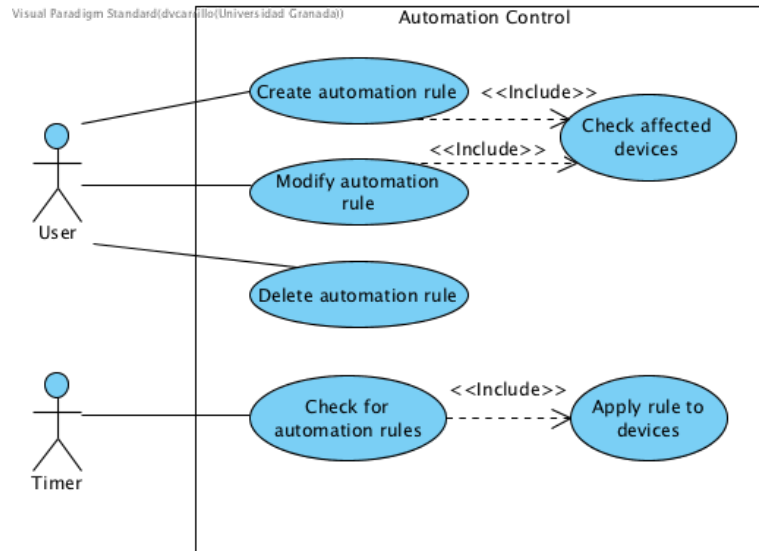 Visual Paradigm Standard(dvcarrillo(Universidad Granada))
Automation Control
Create automation rule
<<Include>>
Check affected
devices
<<Include>>
Modify automation
rule
User
Delete automation rule
<<Include>>
Check for
automation rules
Apply rule to
devices
Timer